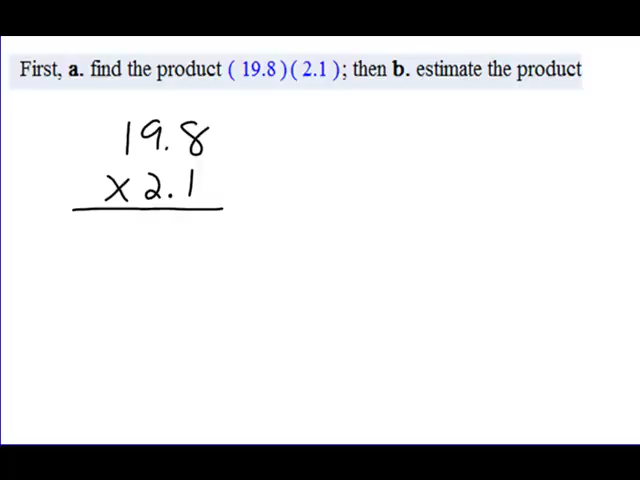 First, a. find the product (19.8)(2.1); then b. estimate the product
19.8
x 2.1